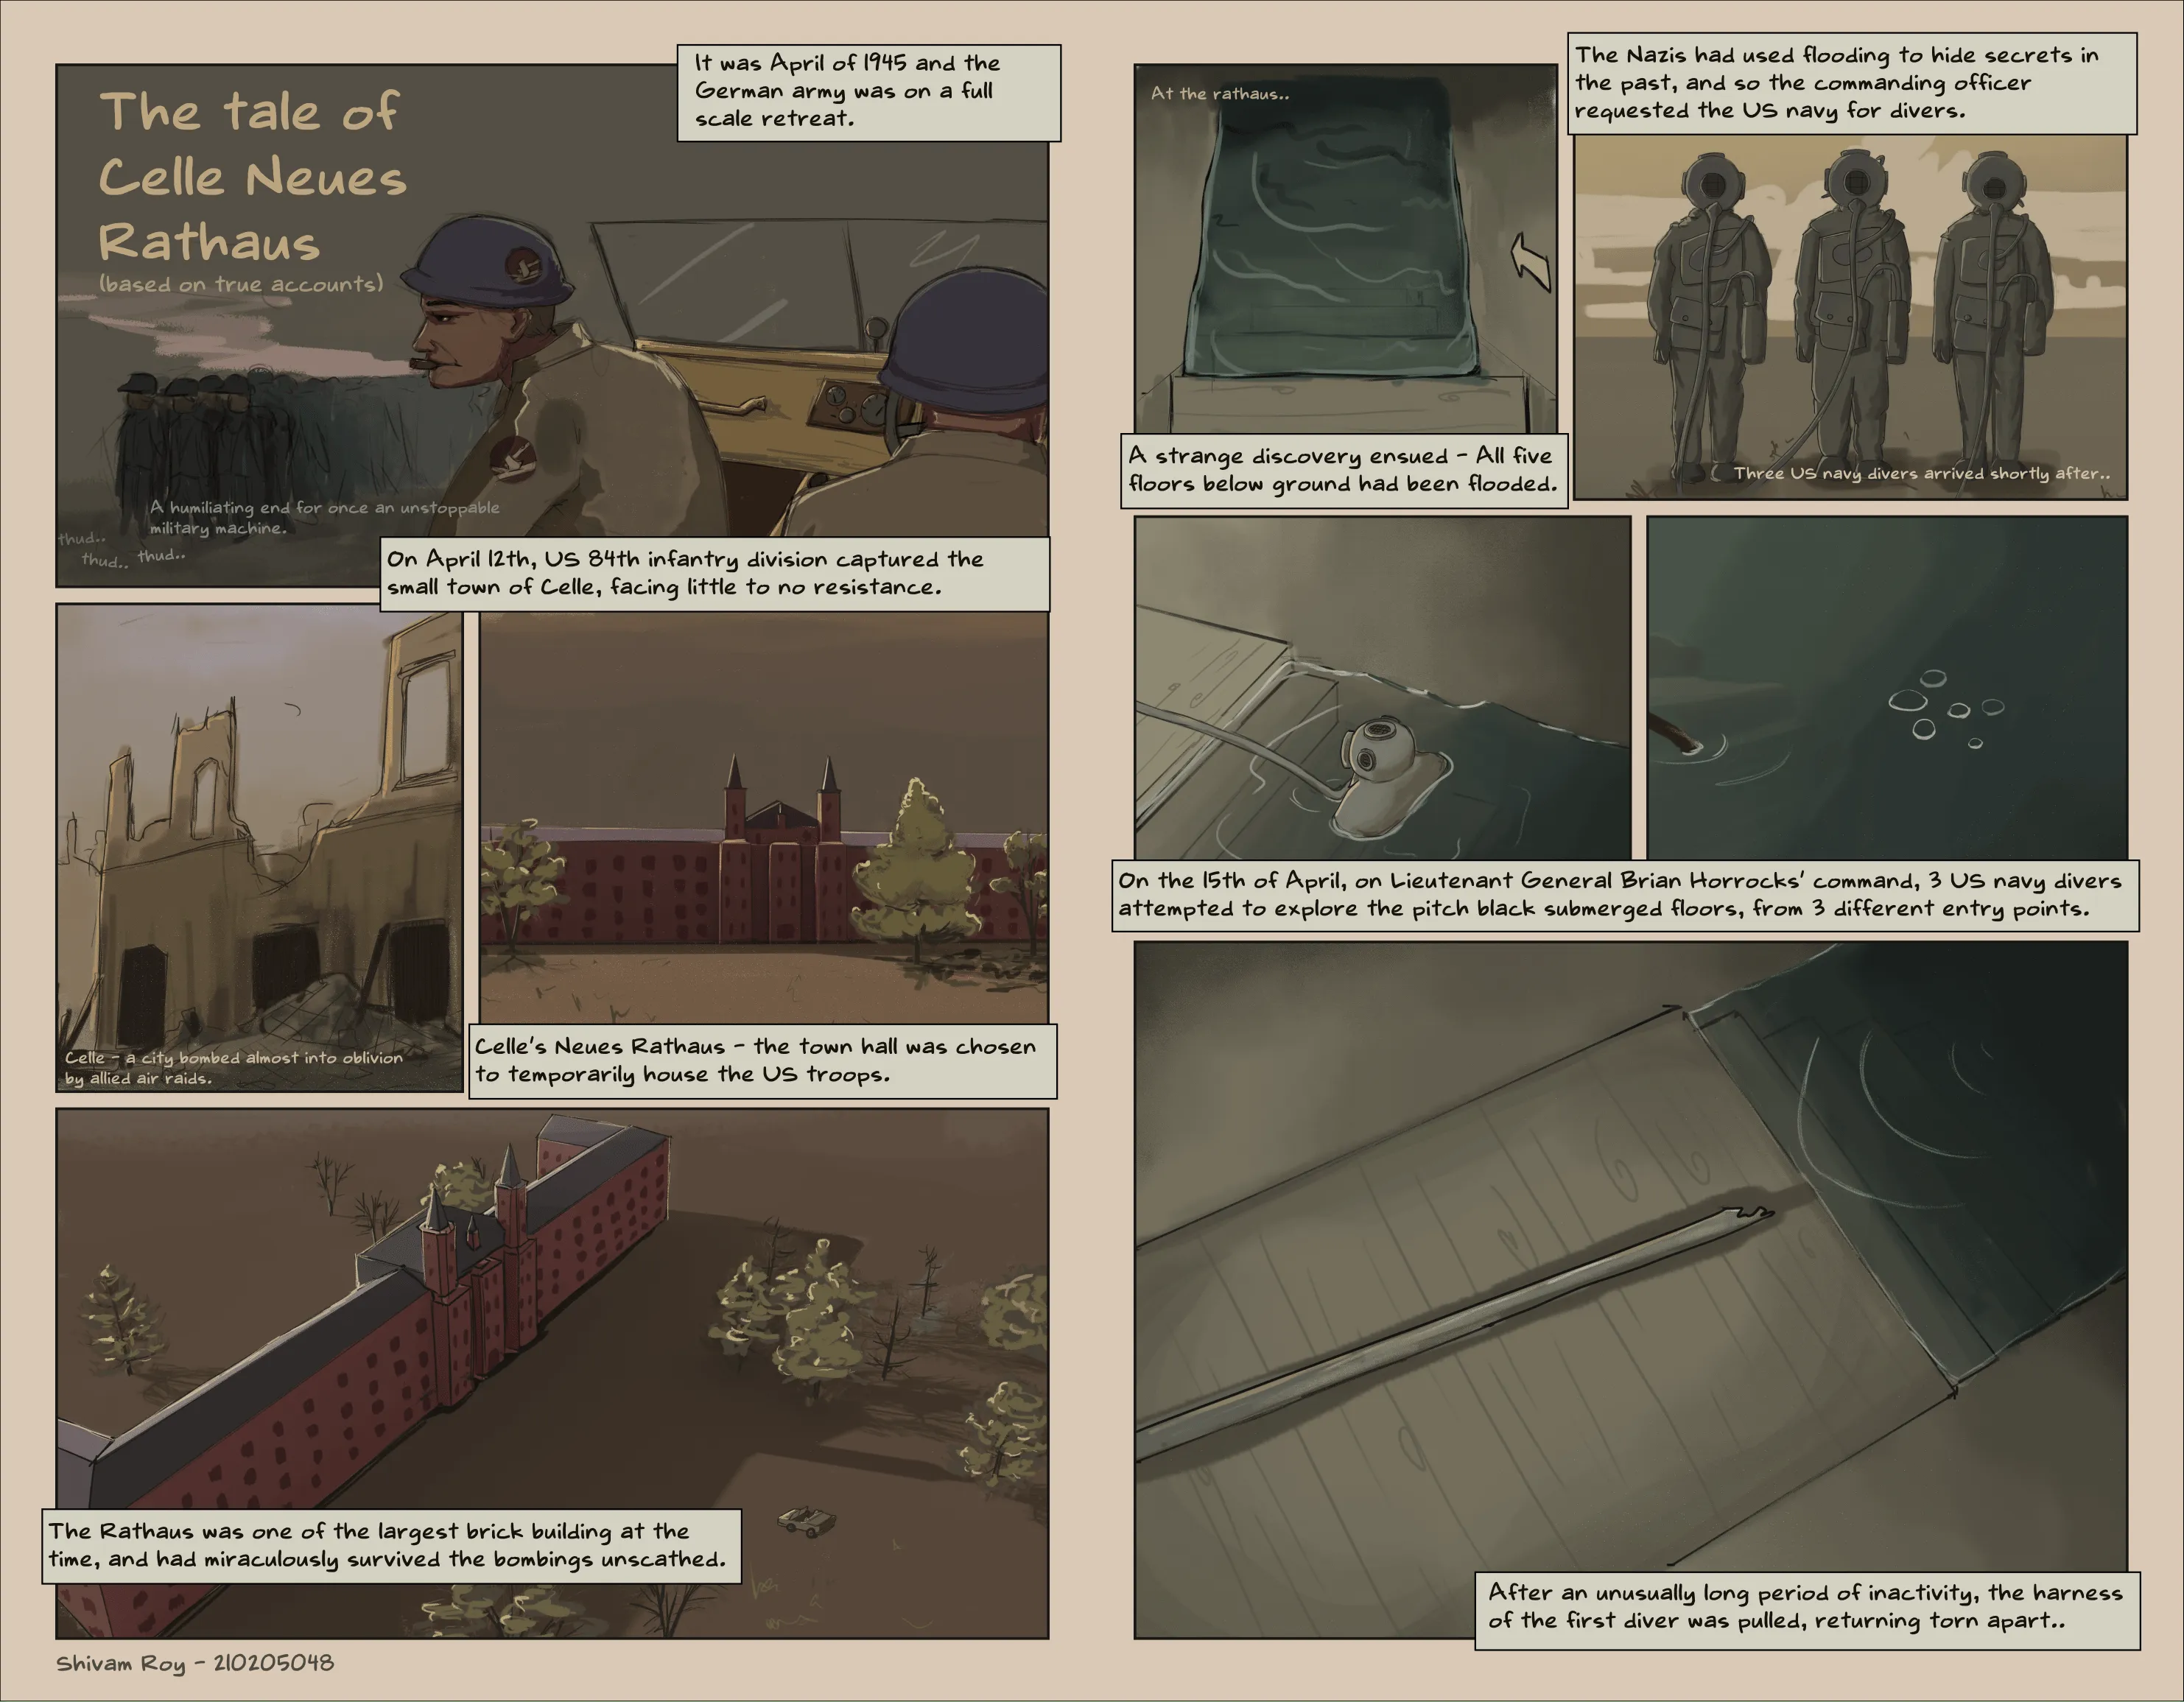 The tale of
Celle Neues
Rathaus
(based on true accounts)
It was April of 1945 and the
German army was on a full
scale retreat.
A humiliating end for once an unstoppable
military machine.
thud..
thud.. thud..
On April 12th, US 84th infantry division captured the
small town of Celle, facing little to no resistance.
Celle - a city bombed almost into oblivion
by allied air raids.
Celle's Neues Rathaus - the town hall was chosen
to temporarily house the US troops.
The Rathaus was one of the largest brick building at the
time, and had miraculously survived the bombings unscathed.
Shivam Roy - 210205048
At the rathaus..
A strange discovery ensued - All five
floors below ground had been flooded.
The Nazis had used flooding to hide secrets in
the past, and so the commanding officer
requested the US navy for divers.
Three US navy divers arrived shortly after..
On the 15th of April, on Lieutenant General Brian Horrocks' command, 3 US navy divers
attempted to explore the pitch black submerged floors, from 3 different entry points.
After an unusually long period of inactivity, the harness
of the first diver was pulled, returning torn apart..